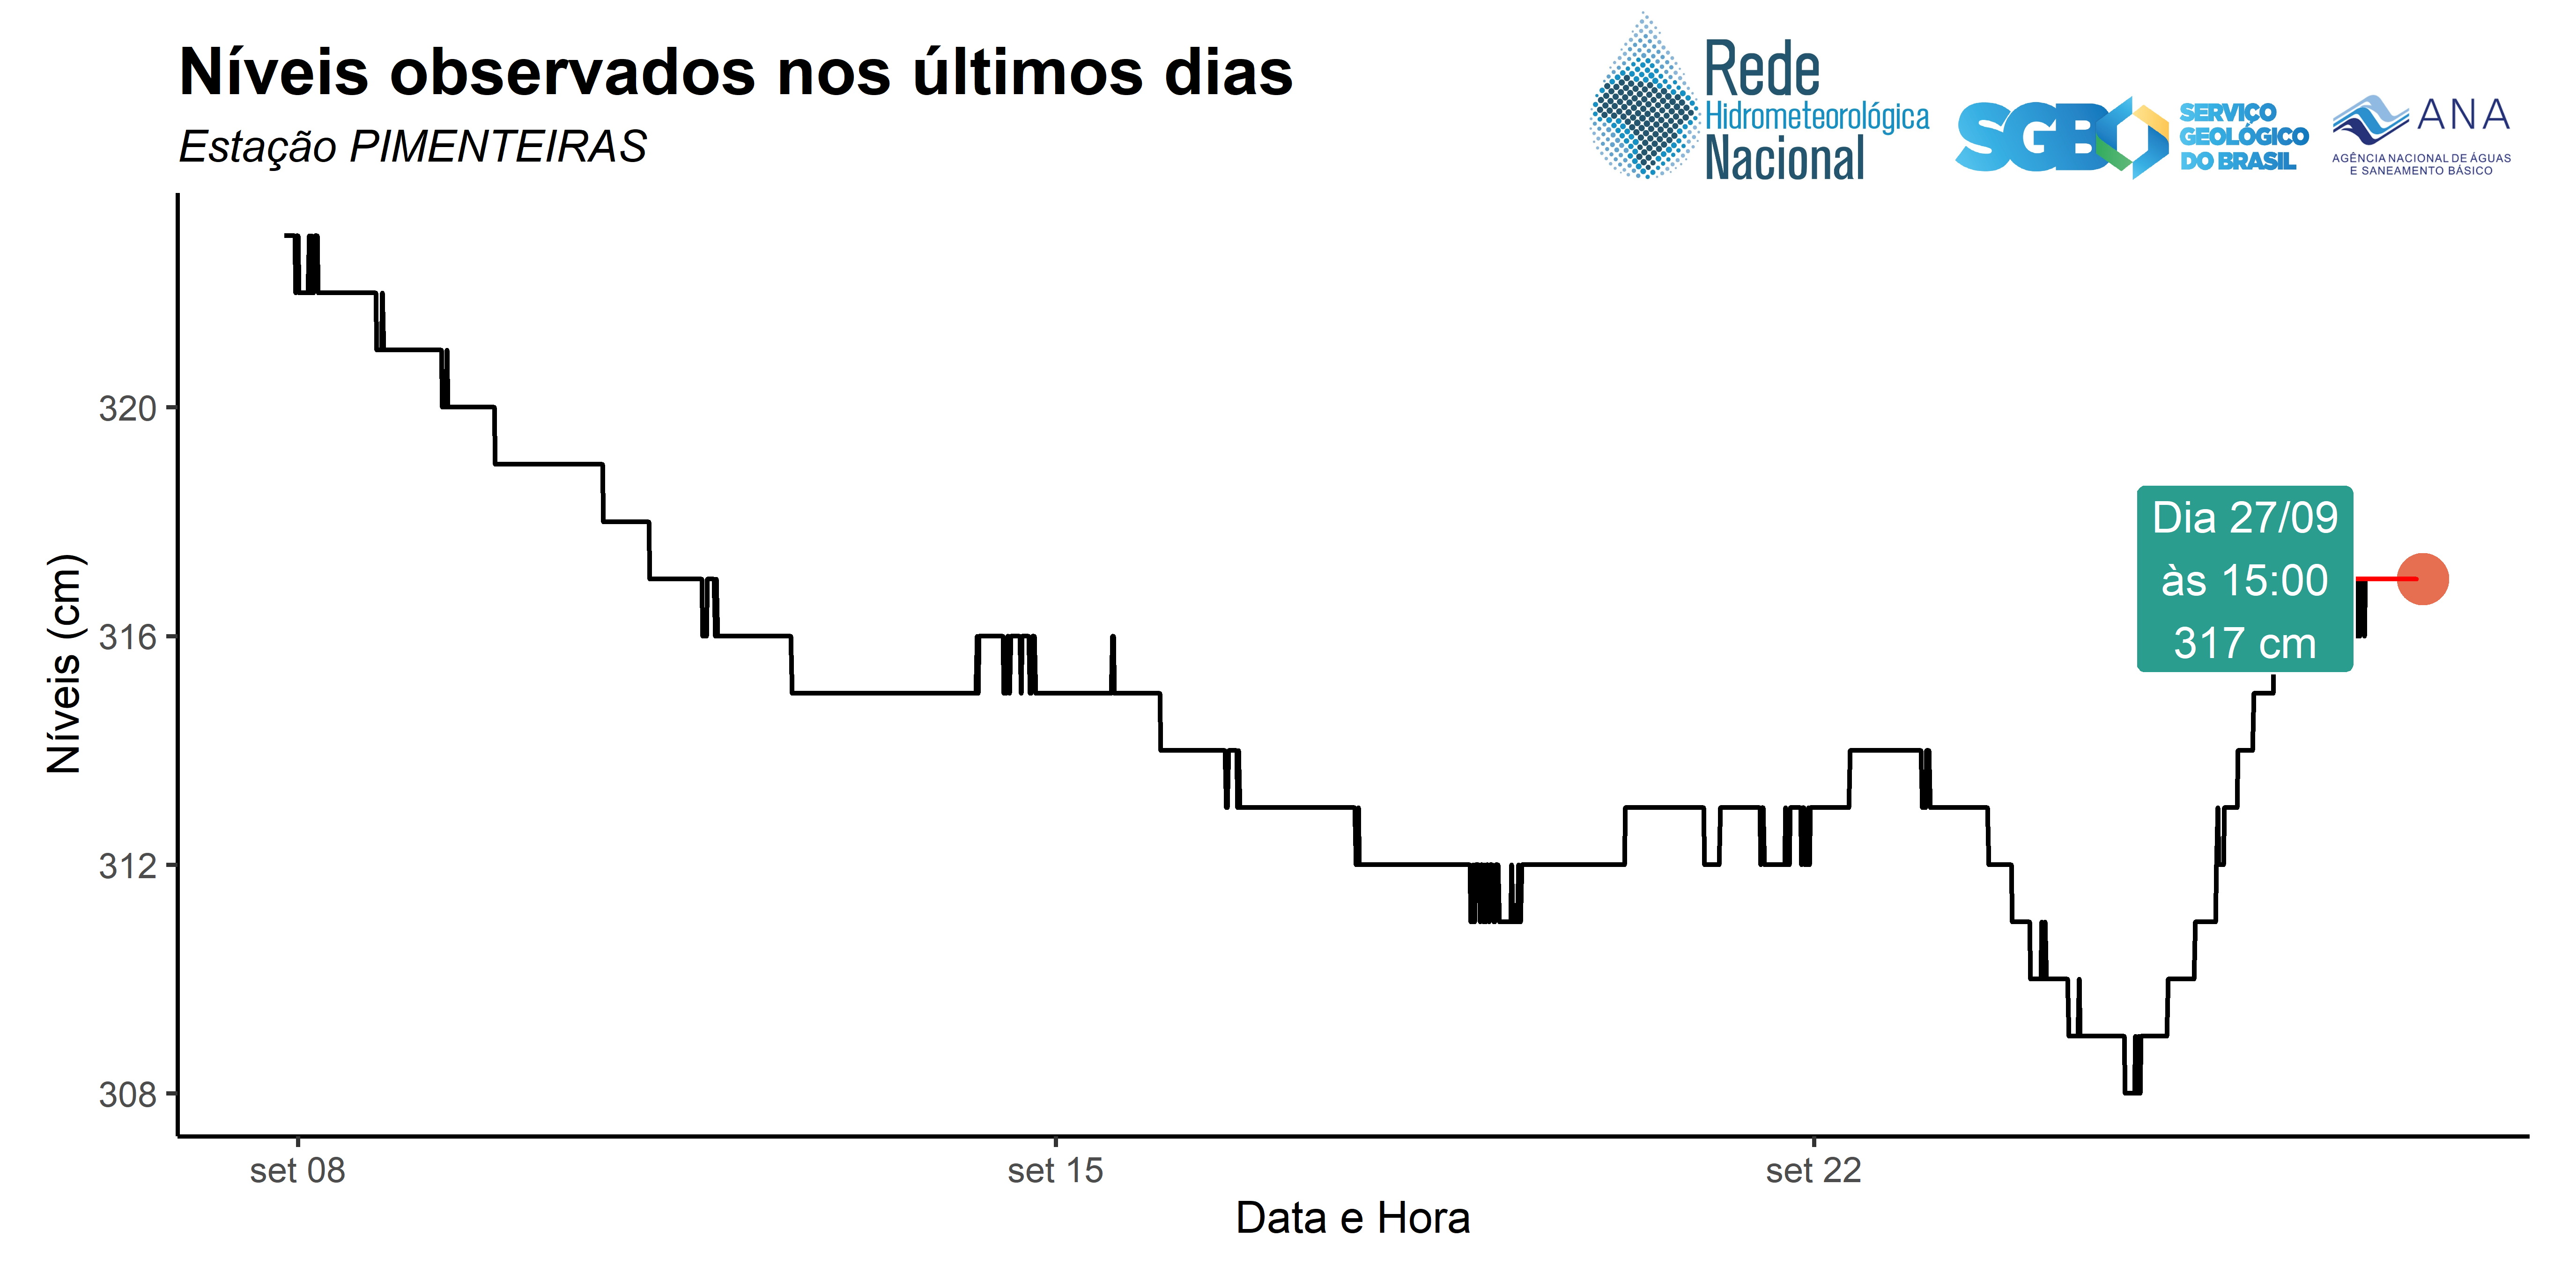 Níveis observados nos últimos dias
Estação PIMENTEIRAS
Rede
Hidrometeorológica
Nacional
SGB
SERVIÇO
GEOLÓGICO
DO BRASIL
ANA
AGÊNCIA NACIONAL DE ÁGUAS
E SANEAMENTO BÁSICO
Níveis (cm)
320
316
312
308
Dia 27/09
às 15:00
317 cm
set 08
set 15
set 22
Data e Hora